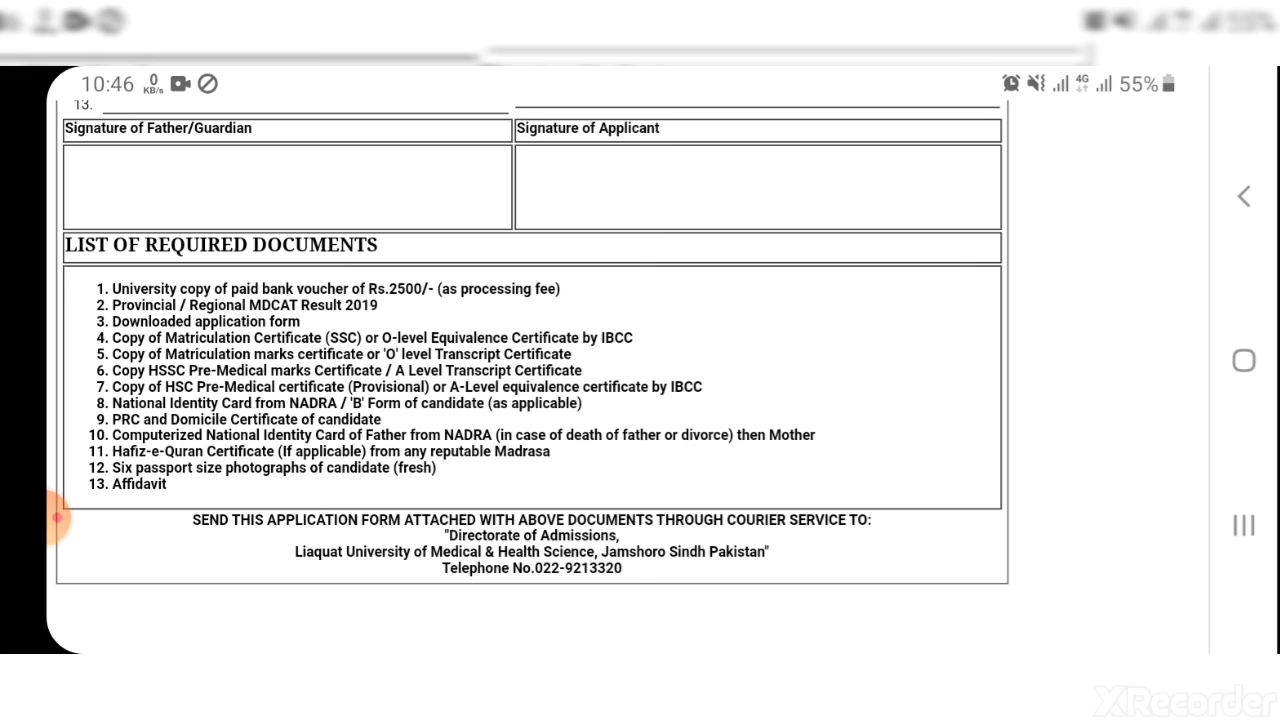 10:46 0 KB/s 4G 55%
13.
Signature of Father/Guardian Signature of Applicant
LIST OF REQUIRED DOCUMENTS
1. University copy of paid bank voucher of Rs.2500/- (as processing fee)
2. Provincial / Regional MDCAT Result 2019
3. Downloaded application form
4. Copy of Matriculation Certificate (SSC) or O-level Equivalence Certificate by IBCC
5. Copy of Matriculation marks certificate or 'O' level Transcript Certificate
6. Copy HSSC Pre-Medical marks Certificate / A Level Transcript Certificate
7. Copy of HSC Pre-Medical certificate (Provisional) or A-Level equivalence certificate by IBCC
8. National Identity Card from NADRA / 'B' Form of candidate (as applicable)
9. PRC and Domicile Certificate of candidate
10. Computerized National Identity Card of Father from NADRA (in case of death of father or divorce) then Mother
11. Hafiz-e-Quran Certificate (If applicable) from any reputable Madrasa
12. Six passport size photographs of candidate (fresh)
13. Affidavit
SEND THIS APPLICATION FORM ATTACHED WITH ABOVE DOCUMENTS THROUGH COURIER SERVICE TO:
"Directorate of Admissions,
Liaquat University of Medical & Health Science, Jamshoro Sindh Pakistan"
Telephone No.022-9213320
XRecorder